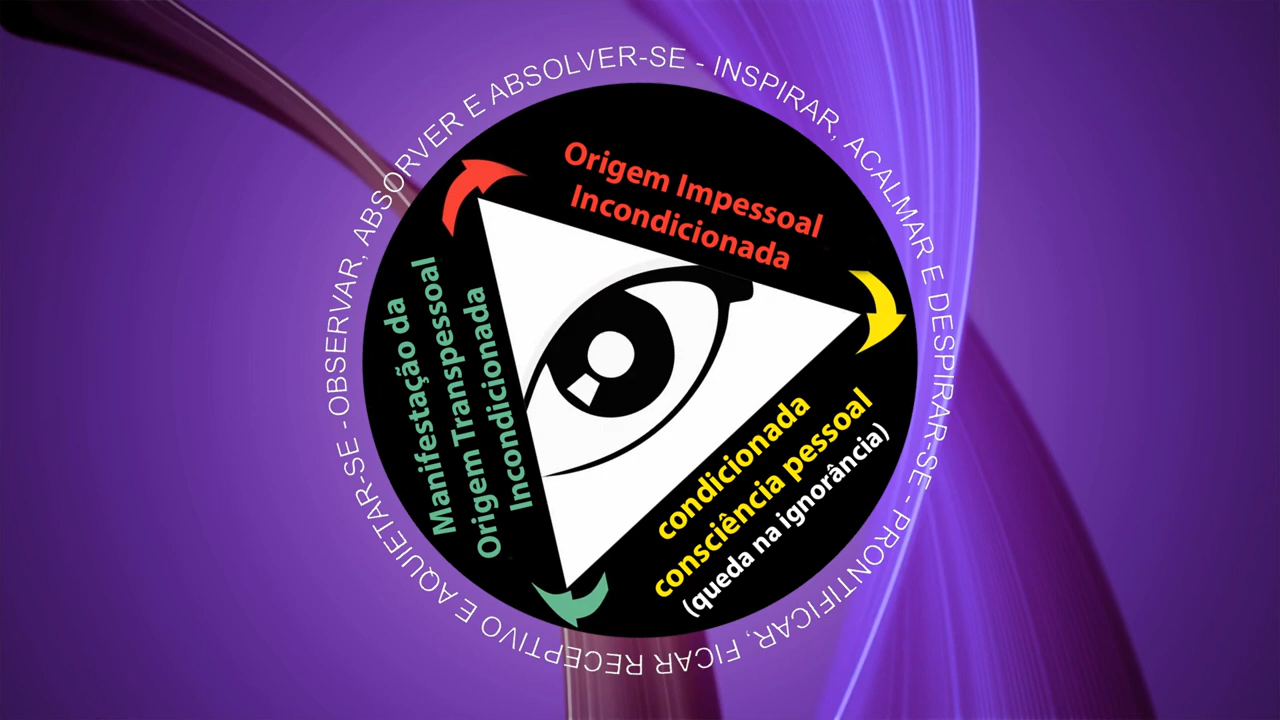 OBSERVAR, ABSORVER E ABSOLVER-SE - INSPIRAR, ACALMAR E DESPIRAR-SE - PRONTIFICAR, FICAR RECEPTIVO E AQUIETAR-SE -
Origem Impessoal
Incondicionada
condicionada
consciência pessoal
(queda na ignorância)
Manifestação da
Origem Transpessoal
Incondicionada